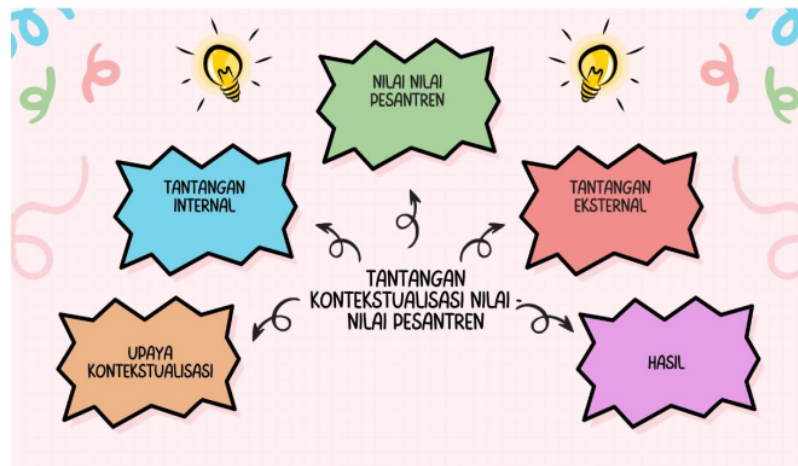 NILAI NILAI
PESANTREN
TANTANGAN
INTERNAL
TANTANGAN
EKSTERNAL
TANTANGAN
KONTEKSTUALISASI NILAI -
NILAI PESANTREN
UPAYA
KONTEKSTUALISASI
HASIL